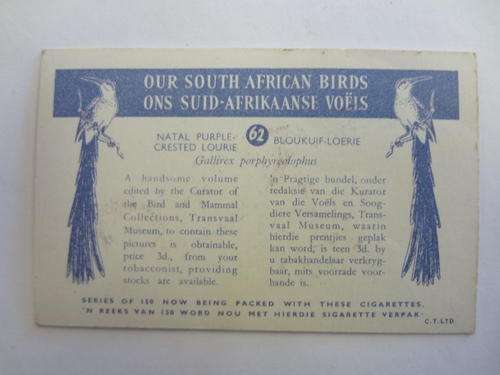 OUR SOUTH AFRICAN BIRDS
ONS SUID-AFRIKAANSE VOËLS
NATAL PURPLE-
CRESTED LOURIE
62
BLOUKUIF-LOERIE
Gallirex porphyreolophus
A handsome volume
edited by the Curator of
the Bird and Mammal
Collections, Transvaal
Museum, to contain these
pictures is obtainable,
price 3d., from your
tobacconist, providing
stocks are available.
'n Pragtige bundel, onder
redaksie van die Kurator
van die Voëls en Soog-
diere Versamelings, Trans-
vaal Museum, waarin
hierdie prentjies geplak
kan word, is teen 3d. by
u tabakhandelaar verkryg-
baar, mits voorrade voor-
hande is.
SERIES OF 150 NOW BEING PACKED WITH THESE CIGARETTES.
'N REEKS VAN 150 WORD NOU MET HIERDIE SIGARETTE VERPAK
C.T. LTD